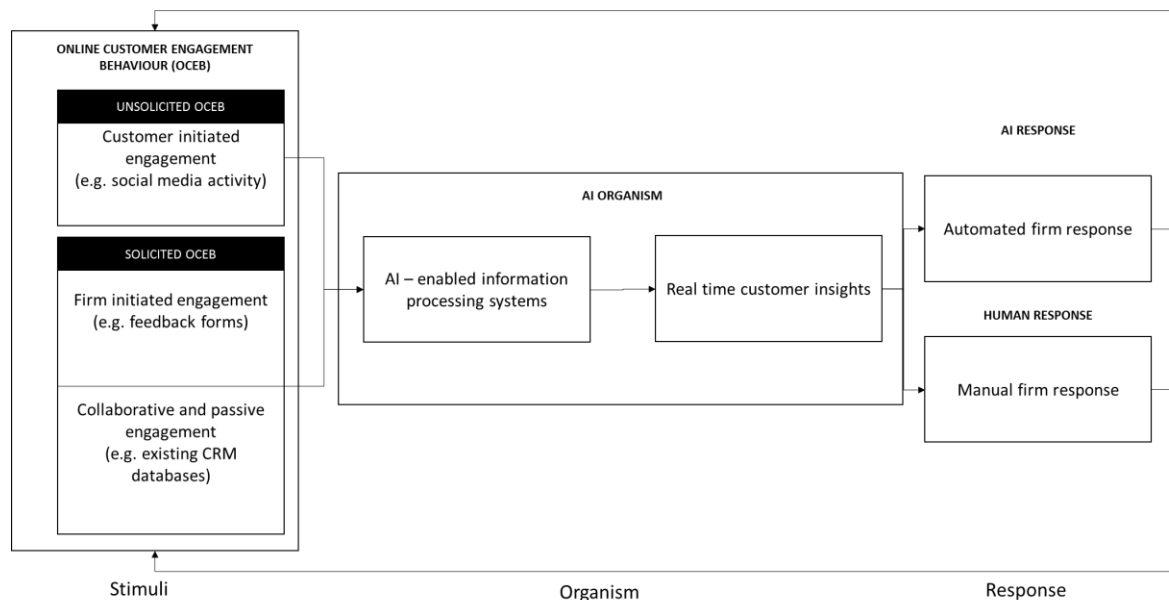 ONLINE CUSTOMER ENGAGEMENT
BEHAVIOUR (OCEB)
UNSOLICITED OCEB
Customer initiated
engagement
(e.g. social media activity)
SOLICITED OCEB
Firm initiated engagement
(e.g. feedback forms)
Collaborative and passive
engagement
(e.g. existing CRM
databases)
AI ORGANISM
AI – enabled information
processing systems
Real time customer insights
AI RESPONSE
Automated firm response
HUMAN RESPONSE
Manual firm response
Stimuli
Organism
Response